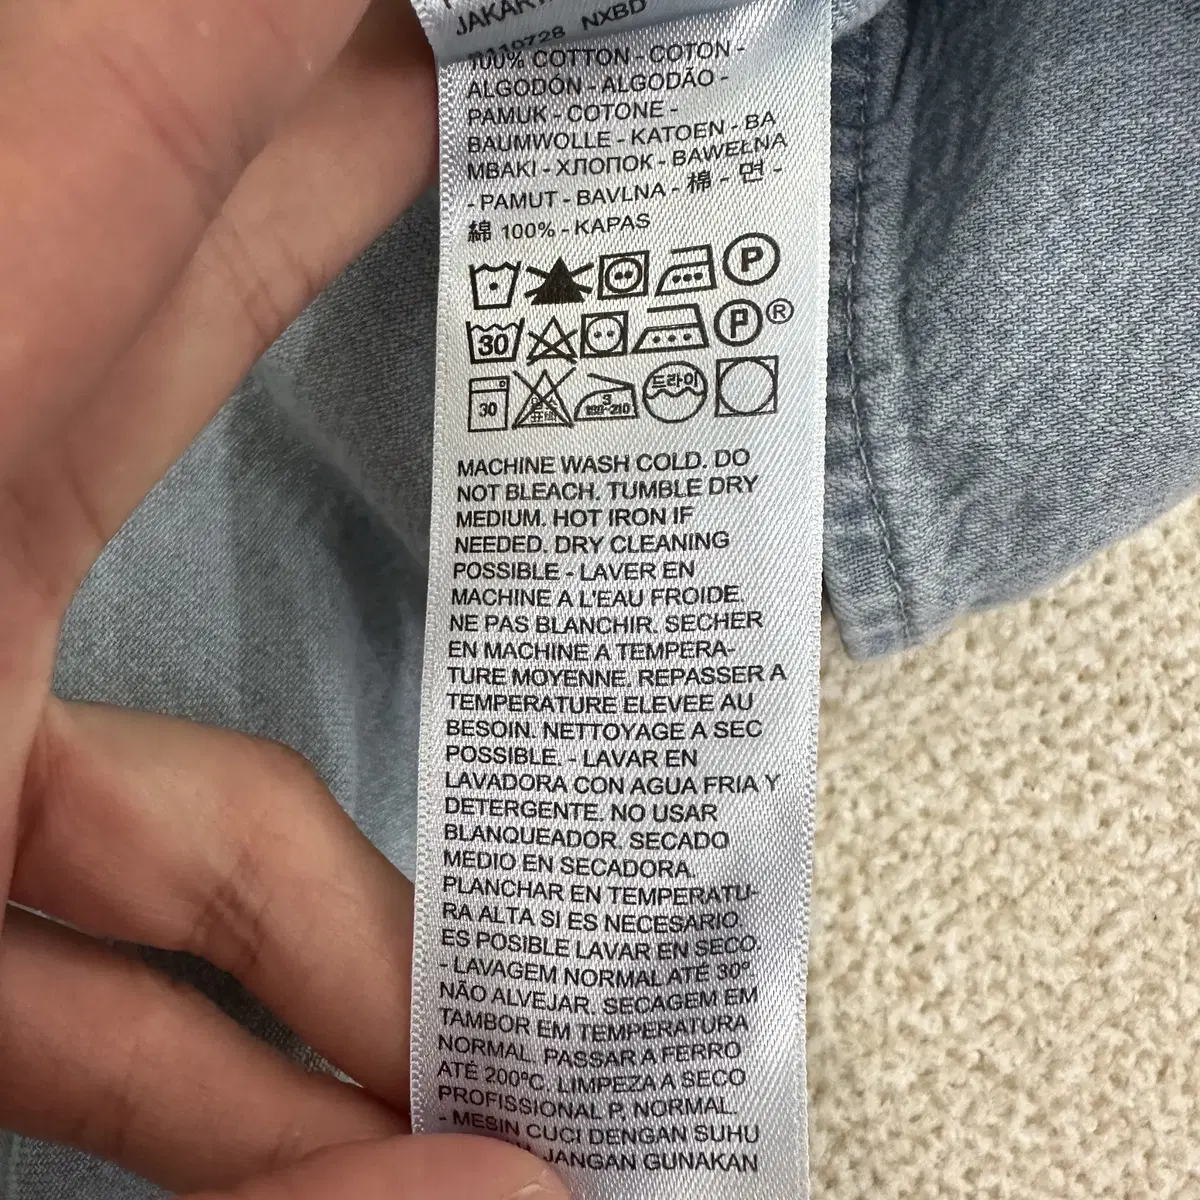 NXBD
100% COTTON - COTON -
ALGODÓN - ALGODÃO -
PAMUK - COTONE -
BAUMWOLLE - KATOEN - BA
MBAKI - ХЛОПОК - BAWEŁNA
- PAMUT - BAVLNA - 棉 - 면 -
綿 100% - KAPAS
P
30 P ®
30 3 드라이
MACHINE WASH COLD. DO
NOT BLEACH. TUMBLE DRY
MEDIUM. HOT IRON IF
NEEDED. DRY CLEANING
POSSIBLE - LAVER EN
MACHINE A L'EAU FROIDE.
NE PAS BLANCHIR. SECHER
EN MACHINE A TEMPERA-
TURE MOYENNE. REPASSER A
TEMPERATURE ELEVEE AU
BESOIN. NETTOYAGE A SEC
POSSIBLE. - LAVAR EN
LAVADORA CON AGUA FRIA Y
DETERGENTE. NO USAR
BLANQUEADOR. SECADO
MEDIO EN SECADORA.
PLANCHAR EN TEMPERATU-
RA ALTA SI ES NECESARIO
ES POSIBLE LAVAR EN SECO.
- LAVAGEM NORMAL ATÉ 30°
NÃO ALVEJAR. SECAGEM EM
TAMBOR EM TEMPERATURA
NORMAL. PASSAR A FERRO
ATÉ 200ºC. LIMPEZA A SECO
PROFISSIONAL P. NORMAL.
- MESIN CUCI DENGAN SUHU
JANGAN GUNAKAN